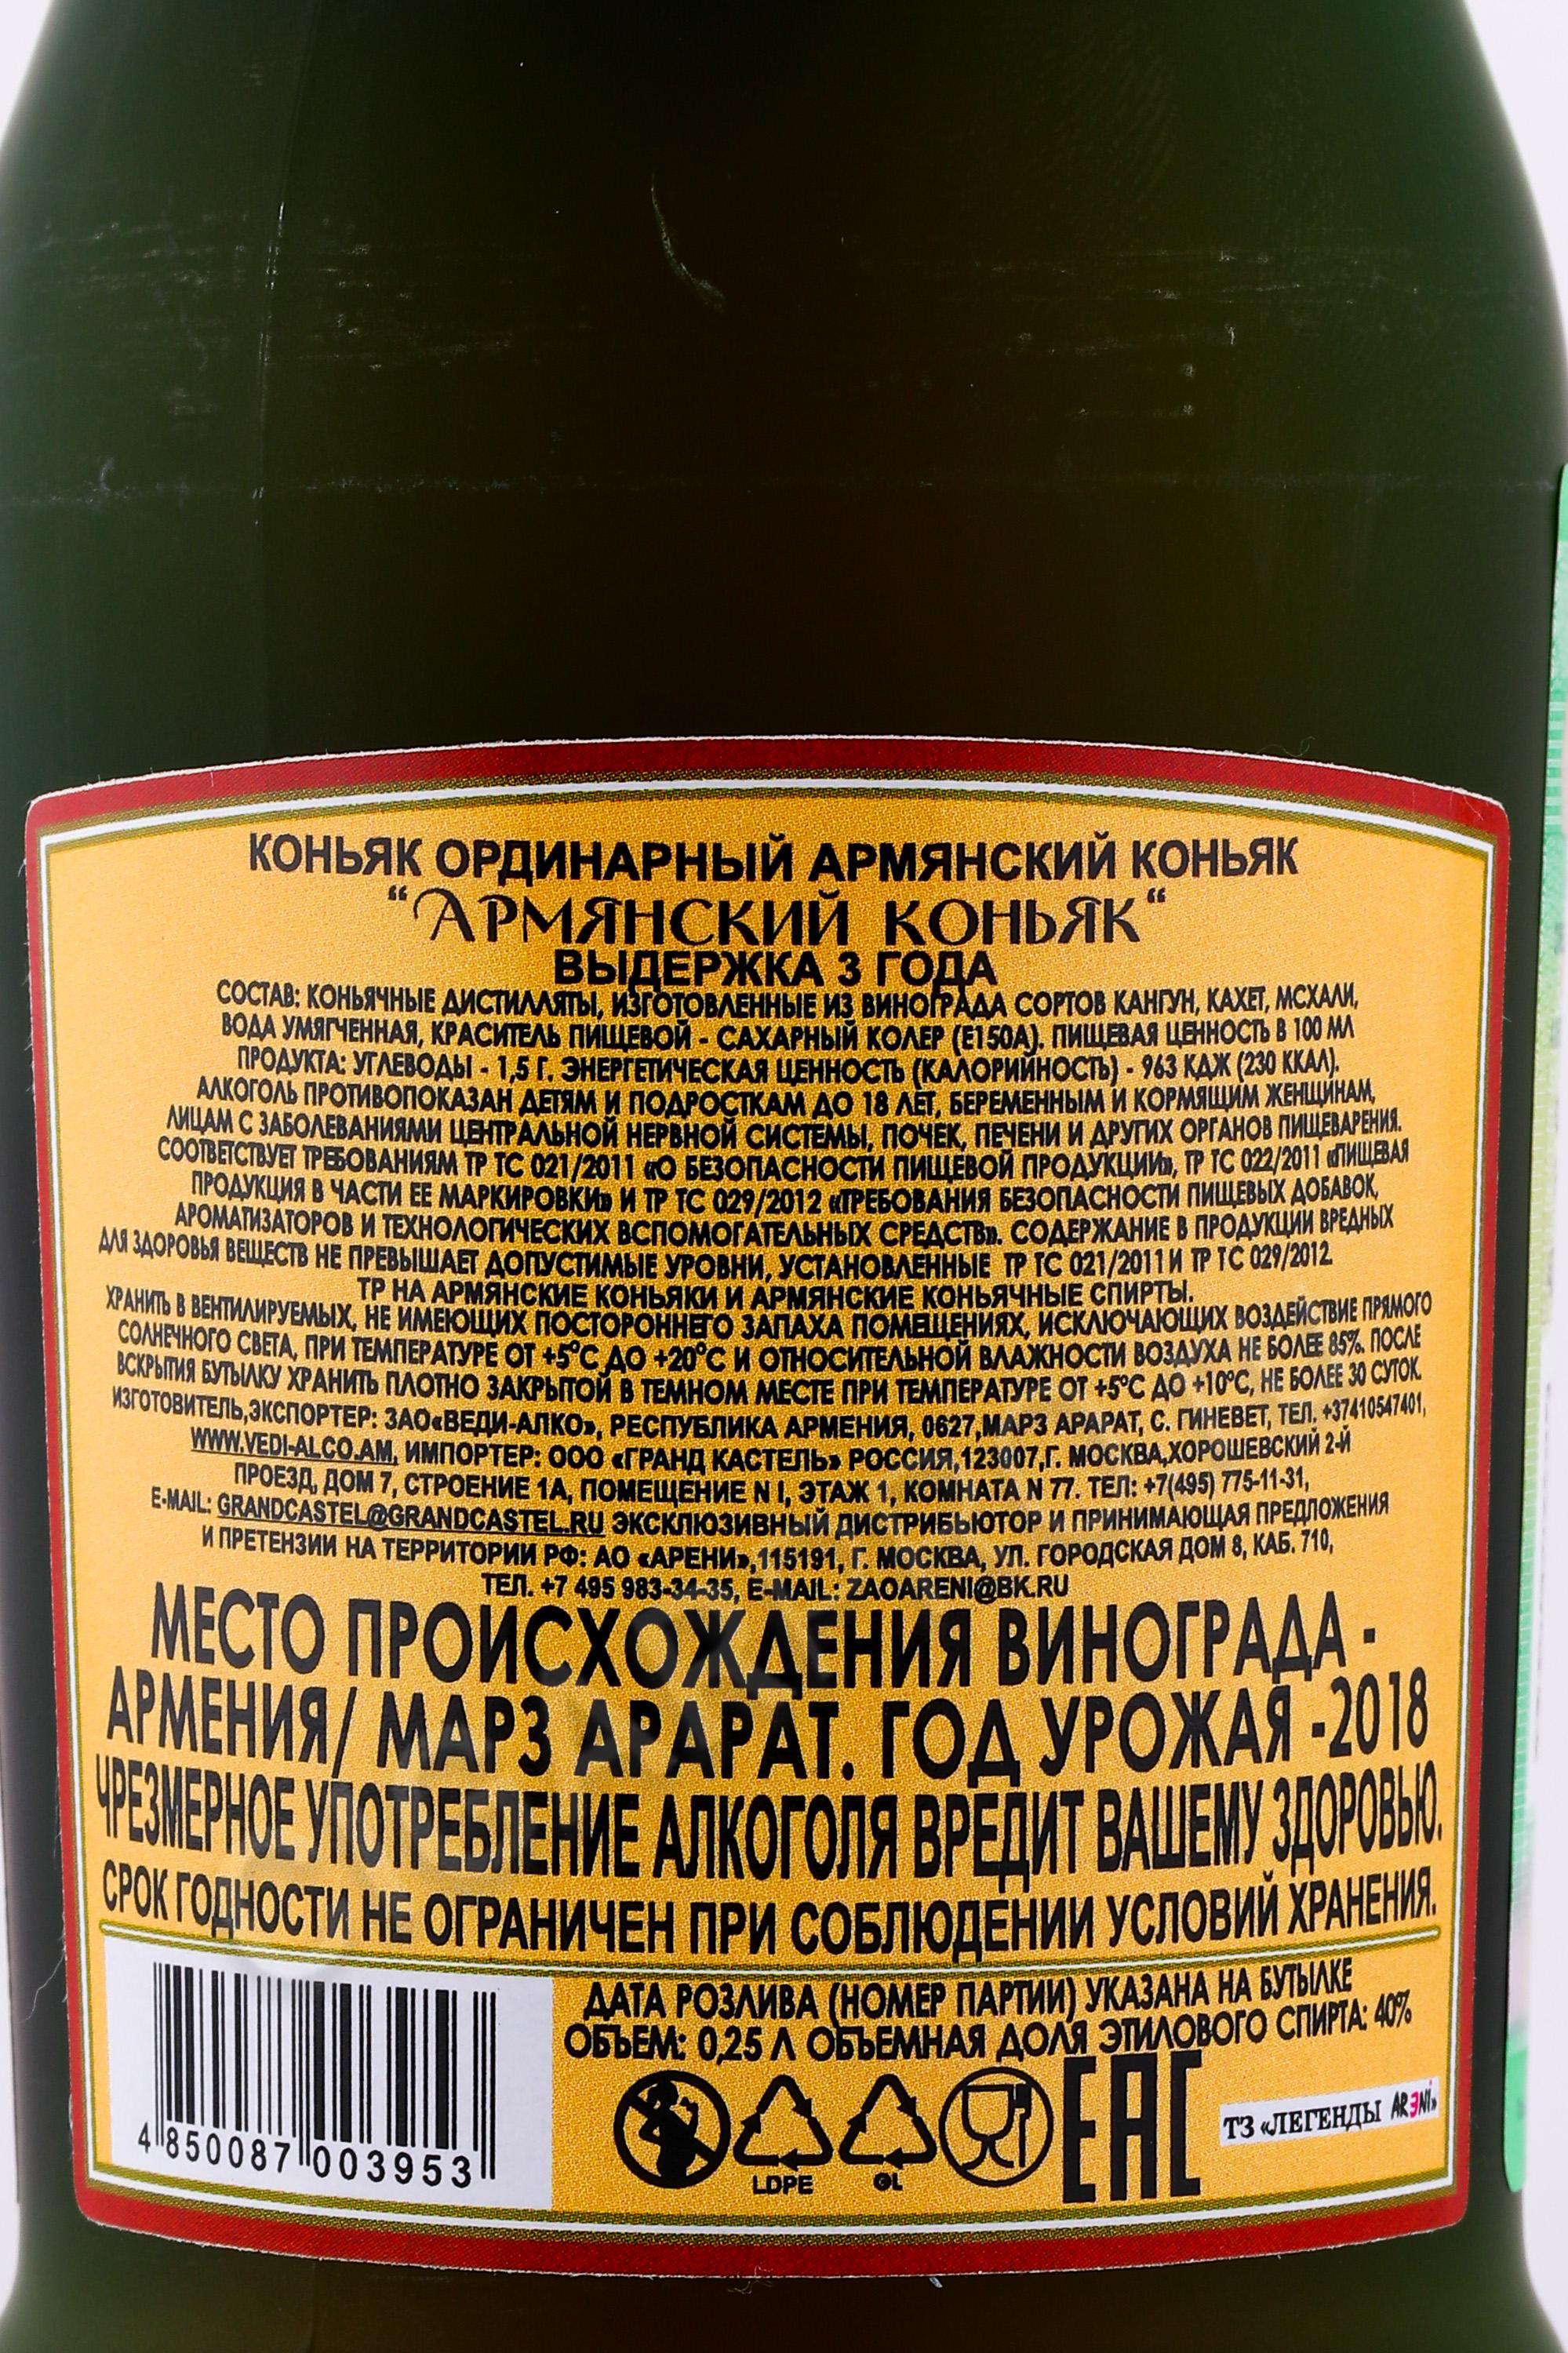 КОНЬЯК ОРДИНАРНЫЙ АРМЯНСКИЙ КОНЬЯК
“АРМЯНСКИЙ КОНЬЯК“
ВЫДЕРЖКА 3 ГОДА
СОСТАВ: КОНЬЯЧНЫЕ ДИСТИЛЛЯТЫ, ИЗГОТОВЛЕННЫЕ ИЗ ВИНОГРАДА СОРТОВ КАНГУН, КАХЕТ, МСХАЛИ,
ВОДА УМЯГЧЕННАЯ, КРАСИТЕЛЬ ПИЩЕВОЙ - САХАРНЫЙ КОЛЕР (Е150А). ПИЩЕВАЯ ЦЕННОСТЬ В 100 МЛ
ПРОДУКТА: УГЛЕВОДЫ - 1,5 Г. ЭНЕРГЕТИЧЕСКАЯ ЦЕННОСТЬ (КАЛОРИЙНОСТЬ) - 963 КДЖ (230 ККАЛ).
АЛКОГОЛЬ ПРОТИВОПОКАЗАН ДЕТЯМ И ПОДРОСТКАМ ДО 18 ЛЕТ, БЕРЕМЕННЫМ И КОРМЯЩИМ ЖЕНЩИНАМ,
ЛИЦАМ С ЗАБОЛЕВАНИЯМИ ЦЕНТРАЛЬНОЙ НЕРВНОЙ СИСТЕМЫ, ПОЧЕК, ПЕЧЕНИ И ДРУГИХ ОРГАНОВ ПИЩЕВАРЕНИЯ.
СООТВЕТСТВУЕТ ТРЕБОВАНИЯМ ТР ТС 021/2011 «О БЕЗОПАСНОСТИ ПИЩЕВОЙ ПРОДУКЦИИ», ТР ТС 022/2011 «ПИЩЕВАЯ
ПРОДУКЦИЯ В ЧАСТИ ЕЕ МАРКИРОВКИ» И ТР ТС 029/2012 «ТРЕБОВАНИЯ БЕЗОПАСНОСТИ ПИЩЕВЫХ ДОБАВОК,
АРОМАТИЗАТОРОВ И ТЕХНОЛОГИЧЕСКИХ ВСПОМОГАТЕЛЬНЫХ СРЕДСТВ». СОДЕРЖАНИЕ В ПРОДУКЦИИ ВРЕДНЫХ
ДЛЯ ЗДОРОВЬЯ ВЕЩЕСТВ НЕ ПРЕВЫШАЕТ ДОПУСТИМЫЕ УРОВНИ, УСТАНОВЛЕННЫЕ ТР ТС 021/2011 И ТР ТС 029/2012.
ТР НА АРМЯНСКИЕ КОНЬЯКИ И АРМЯНСКИЕ КОНЬЯЧНЫЕ СПИРТЫ.
ХРАНИТЬ В ВЕНТИЛИРУЕМЫХ, НЕ ИМЕЮЩИХ ПОСТОРОННЕГО ЗАПАХА ПОМЕЩЕНИЯХ, ИСКЛЮЧАЮЩИХ ВОЗДЕЙСТВИЕ ПРЯМОГО
СОЛНЕЧНОГО СВЕТА, ПРИ ТЕМПЕРАТУРЕ ОТ +5°С ДО +20°С И ОТНОСИТЕЛЬНОЙ ВЛАЖНОСТИ ВОЗДУХА НЕ БОЛЕЕ 85%. ПОСЛЕ
ВСКРЫТИЯ БУТЫЛКУ ХРАНИТЬ ПЛОТНО ЗАКРЫТОЙ В ТЕМНОМ МЕСТЕ ПРИ ТЕМПЕРАТУРЕ ОТ +5°С ДО +10°С, НЕ БОЛЕЕ 30 СУТОК.
ИЗГОТОВИТЕЛЬ,ЭКСПОРТЕР: ЗАО«ВЕДИ-АЛКО», РЕСПУБЛИКА АРМЕНИЯ, 0627,МАРЗ АРАРАТ, С. ГИНЕВЕТ, ТЕЛ. +37410547401,
WWW.VEDI-ALCO.AM, ИМПОРТЕР: ООО «ГРАНД КАСТЕЛЬ» РОССИЯ,123007,Г. МОСКВА,ХОРОШЕВСКИЙ 2-Й
ПРОЕЗД, ДОМ 7, СТРОЕНИЕ 1А, ПОМЕЩЕНИЕ N I, ЭТАЖ 1, КОМНАТА N 77. ТЕЛ: +7(495) 775-11-31,
E-MAIL: GRANDCASTEL@GRANDCASTEL.RU ЭКСКЛЮЗИВНЫЙ ДИСТРИБЬЮТОР И ПРИНИМАЮЩАЯ ПРЕДЛОЖЕНИЯ
И ПРЕТЕНЗИИ НА ТЕРРИТОРИИ РФ: АО «АРЕНИ»,115191, Г. МОСКВА, УЛ. ГОРОДСКАЯ ДОМ 8, КАБ. 710,
ТЕЛ. +7 495 983-34-35, E-MAIL: ZAOARENI@BK.RU
МЕСТО ПРОИСХОЖДЕНИЯ ВИНОГРАДА -
АРМЕНИЯ/ МАРЗ АРАРАТ. ГОД УРОЖАЯ -2018
ЧРЕЗМЕРНОЕ УПОТРЕБЛЕНИЕ АЛКОГОЛЯ ВРЕДИТ ВАШЕМУ ЗДОРОВЬЮ.
СРОК ГОДНОСТИ НЕ ОГРАНИЧЕН ПРИ СОБЛЮДЕНИИ УСЛОВИЙ ХРАНЕНИЯ.
ДАТА РОЗЛИВА (НОМЕР ПАРТИИ) УКАЗАНА НА БУТЫЛКЕ
ОБЪЕМ: 0,25 Л ОБЪЕМНАЯ ДОЛЯ ЭТИЛОВОГО СПИРТА: 40%
4 850087 003953
LDPE
GL
EAC
ТЗ «ЛЕГЕНДЫ ARENI»